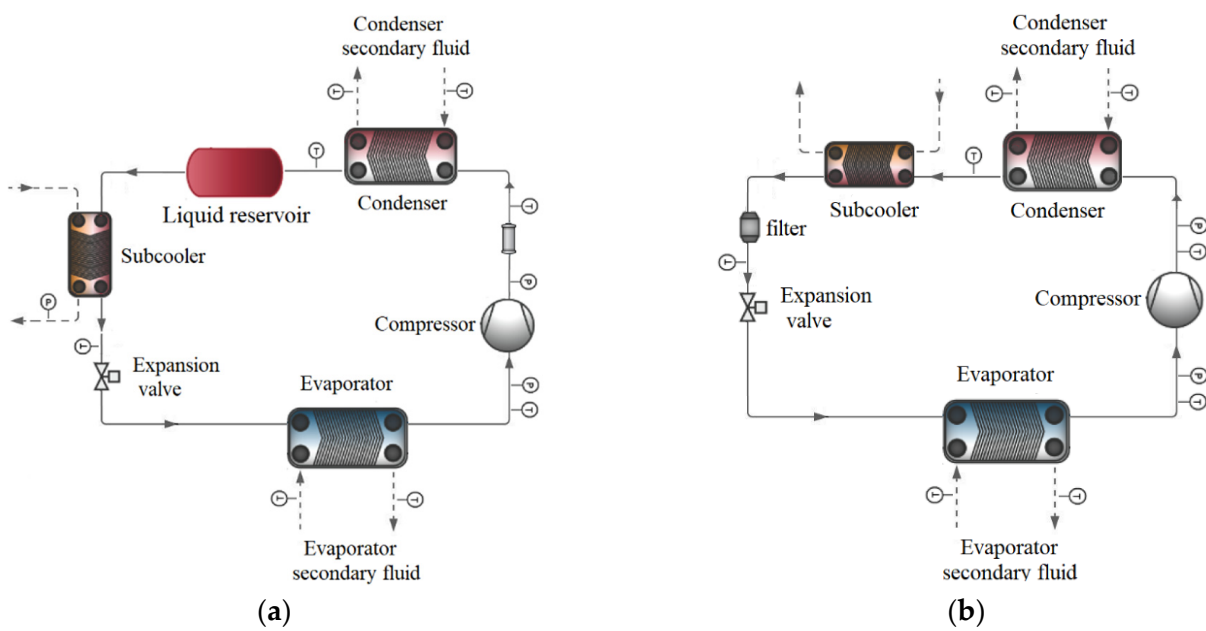 Condenser
secondary fluid
T
T
T
Liquid reservoir
Condenser
T
Subcooler
P
P
Compressor
T
Expansion
valve
Evaporator
P
T
T
T
Evaporator
secondary fluid
(a)
Condenser
secondary fluid
T
T
T
Subcooler
Condenser
filter
P
T
T
Expansion
valve
Compressor
Evaporator
P
T
T
T
Evaporator
secondary fluid
(b)